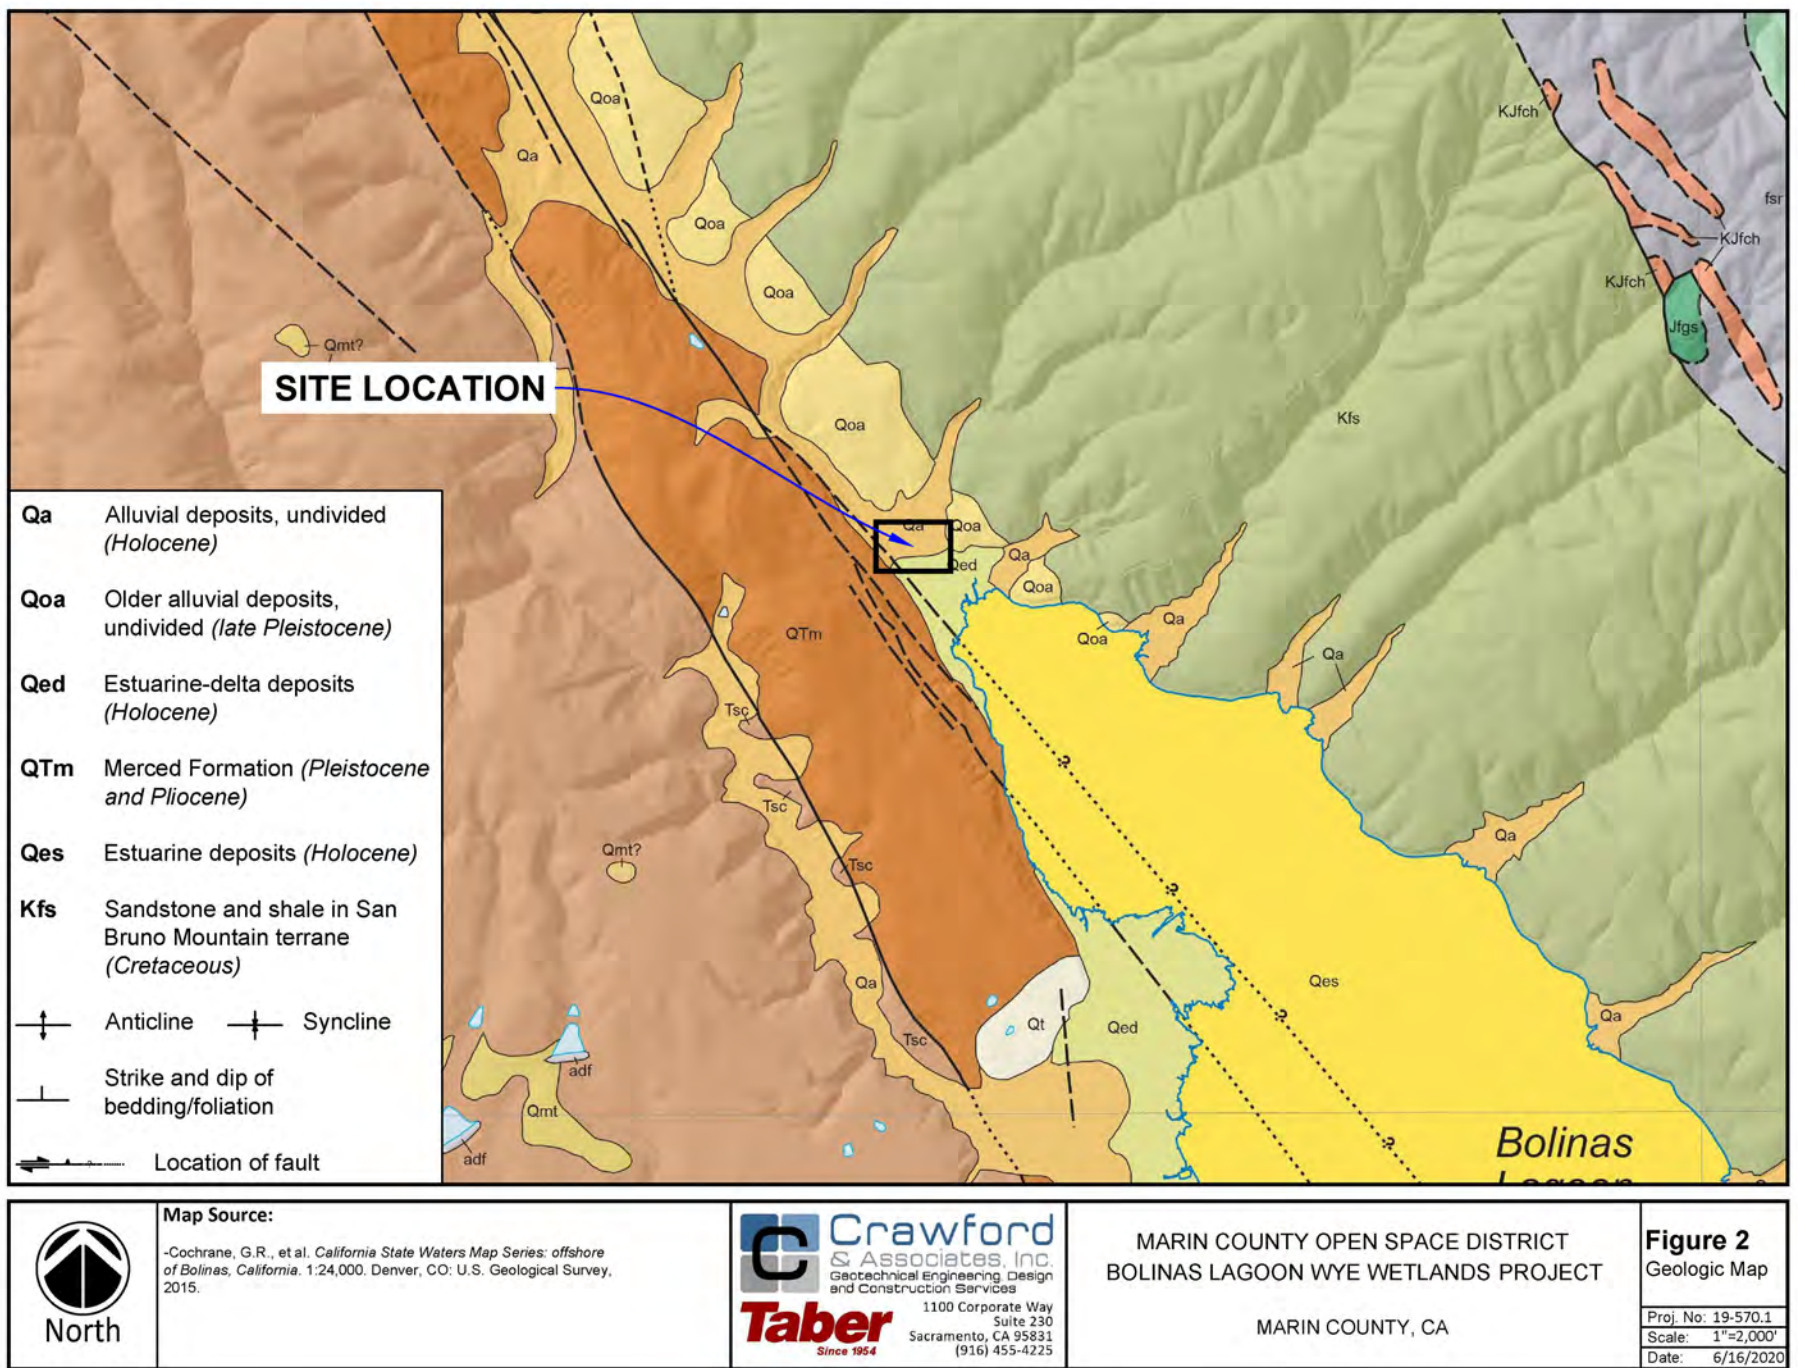 Qoa
KJfch
Qa
fsr
Qoa
KJfch
Qoa
KJfch
Jfgs
Qmt?
SITE LOCATION
Kfs
Qoa
Qa
Qoa
Qa
Qed
Qoa
Qa
Qoa
QTm
Qa
Tsc
?
Tsc
Qa
Qmt?
Tsc
?
Qa
Qes
Qa
?
Qt
Qed
Tsc
adf
Qmt
?
Bolinas
Lagoon
adf
Qa Alluvial deposits, undivided
(Holocene)
Qoa Older alluvial deposits,
undivided (late Pleistocene)
Qed Estuarine-delta deposits
(Holocene)
QTm Merced Formation (Pleistocene
and Pliocene)
Qes Estuarine deposits (Holocene)
Kfs Sandstone and shale in San
Bruno Mountain terrane
(Cretaceous)
Anticline Syncline
Strike and dip of
bedding/foliation
Location of fault
North
Map Source:
-Cochrane, G.R., et al. California State Waters Map Series: offshore
of Bolinas, California. 1:24,000. Denver, CO: U.S. Geological Survey,
2015.
C
Crawford
& Associates, Inc.
Geotechnical Engineering, Design
and Construction Services
Taber
Since 1954
1100 Corporate Way
Suite 230
Sacramento, CA 95831
(916) 455-4225
MARIN COUNTY OPEN SPACE DISTRICT
BOLINAS LAGOON WYE WETLANDS PROJECT
MARIN COUNTY, CA
Figure 2
Geologic Map
Proj. No: 19-570.1
Scale: 1"=2,000'
Date: 6/16/2020